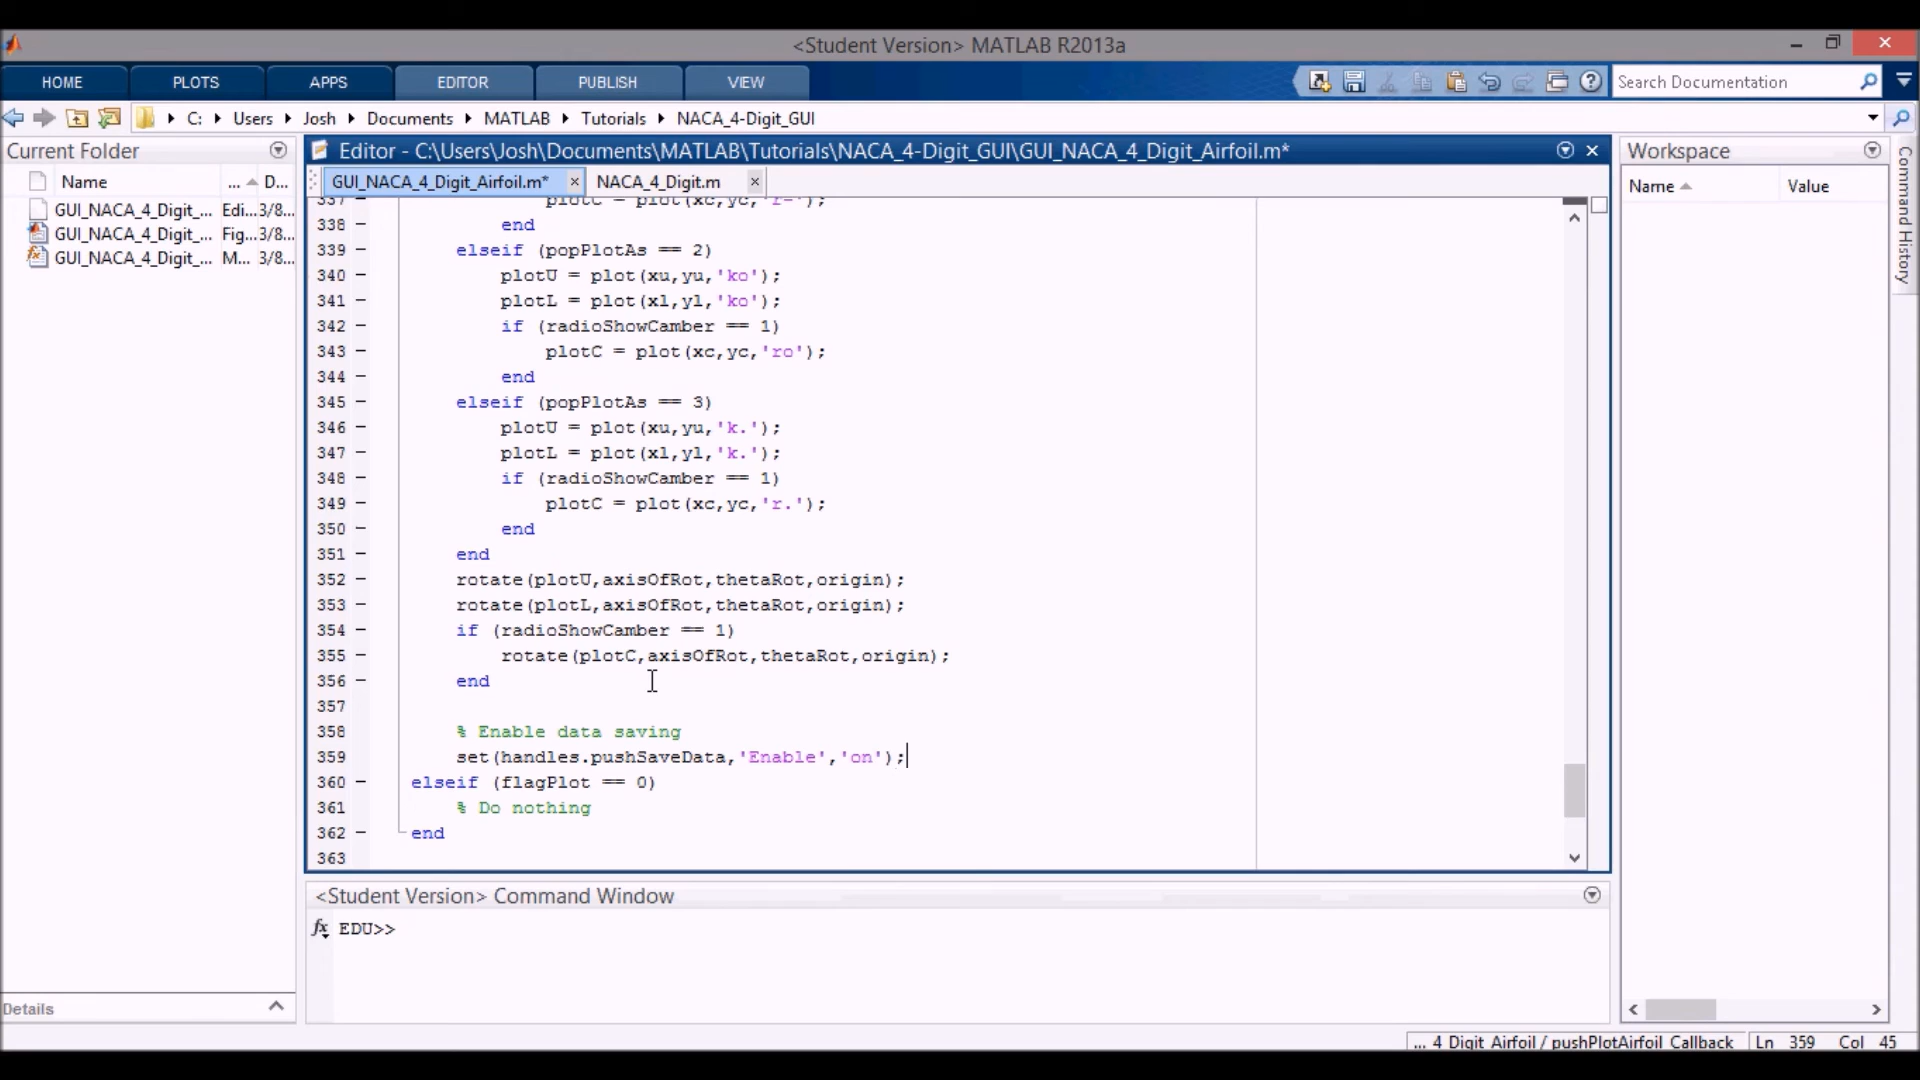 <Student Version> MATLAB R2013a
HOME PLOTS APPS EDITOR PUBLISH VIEW Search Documentation
C: Users Josh Documents MATLAB Tutorials NACA_4-Digit_GUI
Current Folder
Name ... D...
GUI_NACA_4_Digit_... Edi... 3/8...
GUI_NACA_4_Digit_... Fig... 3/8...
GUI_NACA_4_Digit_... M... 3/8...
Details
Editor - C:\Users\Josh\Documents\MATLAB\Tutorials\NACA_4-Digit_GUI\GUI_NACA_4_Digit_Airfoil.m*
GUI_NACA_4_Digit_Airfoil.m* × NACA_4_Digit.m ×
337 plotC = plot(xc,yc,'r-');
338 – end
339 – elseif (popPlotAs == 2)
340 – plotU = plot(xu,yu,'ko');
341 – plotL = plot(xl,yl,'ko');
342 – if (radioShowCamber == 1)
343 – plotC = plot(xc,yc,'ro');
344 – end
345 – elseif (popPlotAs == 3)
346 – plotU = plot(xu,yu,'k.');
347 – plotL = plot(xl,yl,'k.');
348 – if (radioShowCamber == 1)
349 – plotC = plot(xc,yc,'r.');
350 – end
351 – end
352 – rotate(plotU,axisOfRot,thetaRot,origin);
353 – rotate(plotL,axisOfRot,thetaRot,origin);
354 – if (radioShowCamber == 1)
355 – rotate(plotC,axisOfRot,thetaRot,origin);
356 – end
357
358 % Enable data saving
359 – set(handles.pushSaveData,'Enable','on');
360 – elseif (flagPlot == 0)
361 % Do nothing
362 – end
363
<Student Version> Command Window
fx EDU>>
Workspace
Name Value
Command History
... 4 Digit Airfoil / pushPlotAirfoil Callback Ln 359 Col 45